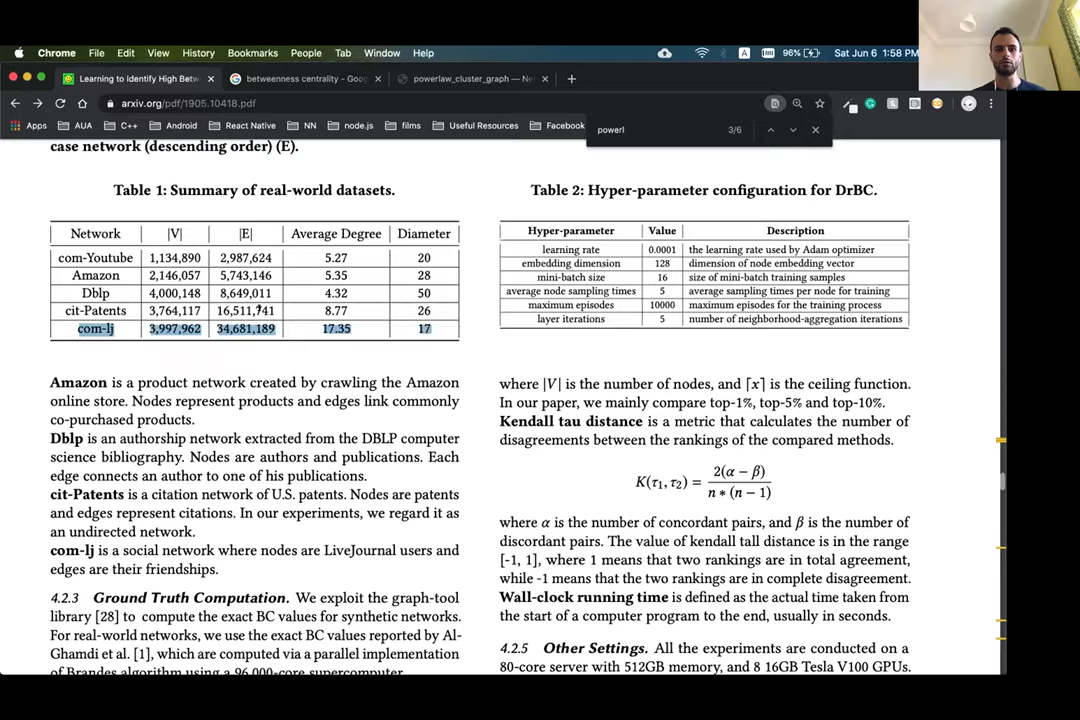 Chrome File Edit View History Bookmarks People Tab Window Help A 96% Sat Jun 6 1:58 PM
Learning to identify High Betw × betweenness centrality - Goog × powerlaw_cluster_graph — Ne × +
arxiv.org/pdf/1905.10418.pdf
Apps AUA C++ Android React Native NN node.js films Useful Resources Facebook
powerl 3/6
case network (descending order) (E).
Table 1: Summary of real-world datasets.
Network |V| |E| Average Degree Diameter
com-Youtube 1,134,890 2,987,624 5.27 20
Amazon 2,146,057 5,743,146 5.35 28
Dblp 4,000,148 8,649,011 4.32 50
cit-Patents 3,764,117 16,511,741 8.77 26
com-lj 3,997,962 34,681,189 17.35 17
Amazon is a product network created by crawling the Amazon
online store. Nodes represent products and edges link commonly
co-purchased products.
Dblp is an authorship network extracted from the DBLP computer
science bibliography. Nodes are authors and publications. Each
edge connects an author to one of his publications.
cit-Patents is a citation network of U.S. patents. Nodes are patents
and edges represent citations. In our experiments, we regard it as
an undirected network.
com-lj is a social network where nodes are LiveJournal users and
edges are their friendships.
4.2.3 Ground Truth Computation. We exploit the graph-tool
library [28] to compute the exact BC values for synthetic networks.
For real-world networks, we use the exact BC values reported by Al-
Ghamdi et al. [1], which are computed via a parallel implementation
of Brandes algorithm using a 96,000-core supercomputer.
Table 2: Hyper-parameter configuration for DrBC.
Hyper-parameter Value Description
learning rate 0.0001 the learning rate used by Adam optimizer
embedding dimension 128 dimension of node embedding vector
mini-batch size 16 size of mini-batch training samples
average node sampling times 5 average sampling times per node for training
maximum episodes 10000 maximum episodes for the training process
layer iterations 5 number of neighborhood-aggregation iterations
where |V| is the number of nodes, and ⌈x⌉ is the ceiling function.
In our paper, we mainly compare top-1%, top-5% and top-10%.
Kendall tau distance is a metric that calculates the number of
disagreements between the rankings of the compared methods.
K(τ1, τ2) = 2(α − β) / n ∗ (n − 1)
where α is the number of concordant pairs, and β is the number of
discordant pairs. The value of kendall tall distance is in the range
[-1, 1], where 1 means that two rankings are in total agreement,
while -1 means that the two rankings are in complete disagreement.
Wall-clock running time is defined as the actual time taken from
the start of a computer program to the end, usually in seconds.
4.2.5 Other Settings. All the experiments are conducted on a
80-core server with 512GB memory, and 8 16GB Tesla V100 GPUs.